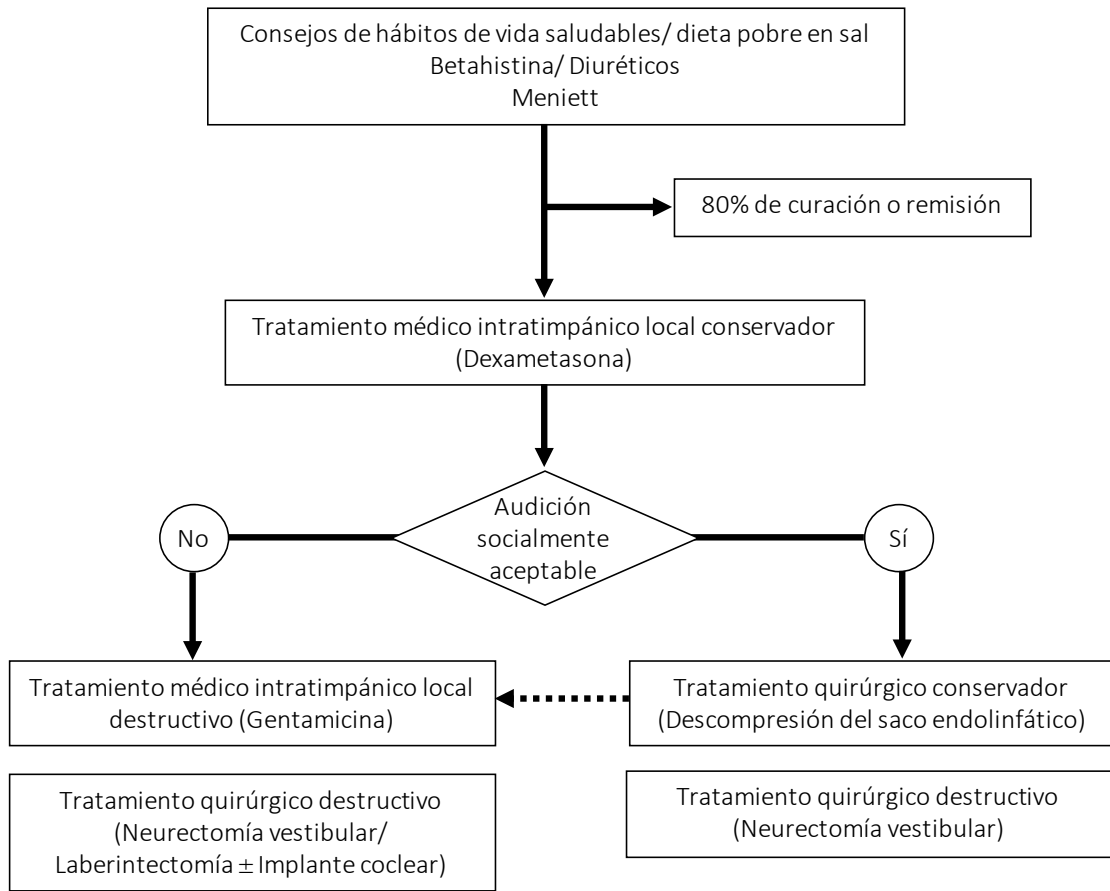 Consejos de hábitos de vida saludables/ dieta pobre en sal
Betahistina/ Diuréticos
Meniett
80% de curación o remisión
Tratamiento médico intratimpánico local conservador
(Dexametasona)
Audición
socialmente
aceptable
No
Sí
Tratamiento médico intratimpánico local
destructivo (Gentamicina)
Tratamiento quirúrgico conservador
(Descompresión del saco endolinfático)
Tratamiento quirúrgico destructivo
(Neurectomía vestibular/
Laberintectomía ± Implante coclear)
Tratamiento quirúrgico destructivo
(Neurectomía vestibular)